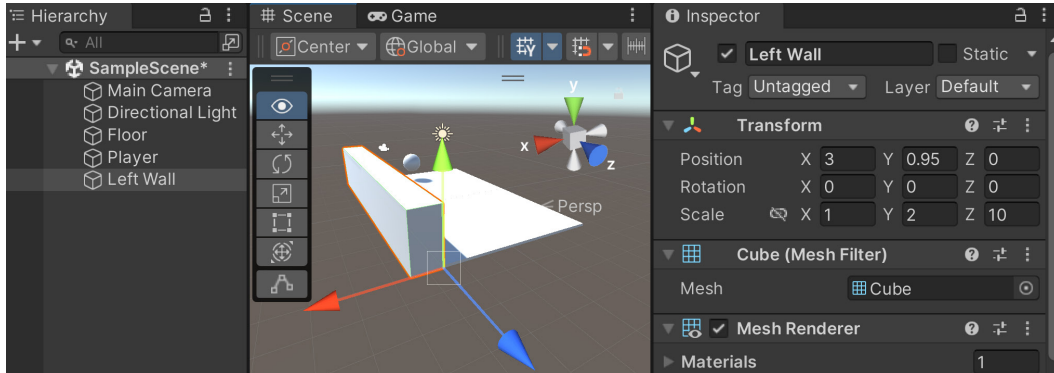 Hierarchy
All
SampleScene*
Main Camera
Directional Light
Floor
Player
Left Wall
Scene Game
Center Global
y
x
z
Persp
Inspector
Left Wall Static
Tag Untagged Layer Default
Transform
Position X 3 Y 0.95 Z 0
Rotation X 0 Y 0 Z 0
Scale X 1 Y 2 Z 10
Cube (Mesh Filter)
Mesh Cube
Mesh Renderer
Materials 1